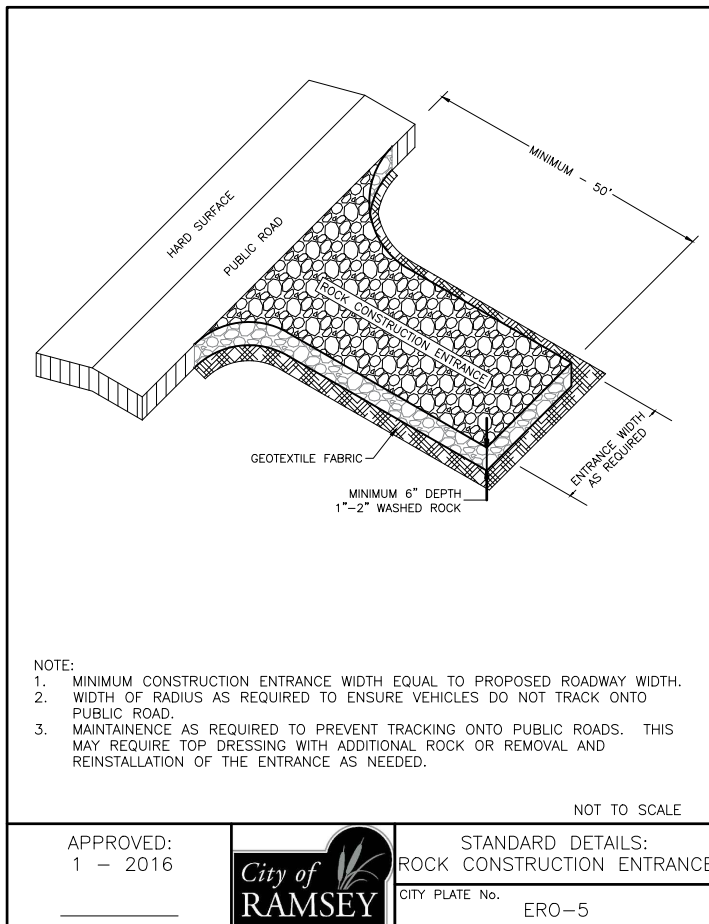 MINIMUM - 50'
HARD SURFACE
PUBLIC ROAD
ROCK CONSTRUCTION ENTRANCE
GEOTEXTILE FABRIC
ENTRANCE WIDTH
AS REQUIRED
MINIMUM 6" DEPTH
1"-2" WASHED ROCK
NOTE:
1. MINIMUM CONSTRUCTION ENTRANCE WIDTH EQUAL TO PROPOSED ROADWAY WIDTH.
2. WIDTH OF RADIUS AS REQUIRED TO ENSURE VEHICLES DO NOT TRACK ONTO
PUBLIC ROAD.
3. MAINTAINENCE AS REQUIRED TO PREVENT TRACKING ONTO PUBLIC ROADS. THIS
MAY REQUIRE TOP DRESSING WITH ADDITIONAL ROCK OR REMOVAL AND
REINSTALLATION OF THE ENTRANCE AS NEEDED.
NOT TO SCALE
APPROVED:
1 - 2016
City of
RAMSEY
STANDARD DETAILS:
ROCK CONSTRUCTION ENTRANCE
CITY PLATE No.
ERO-5